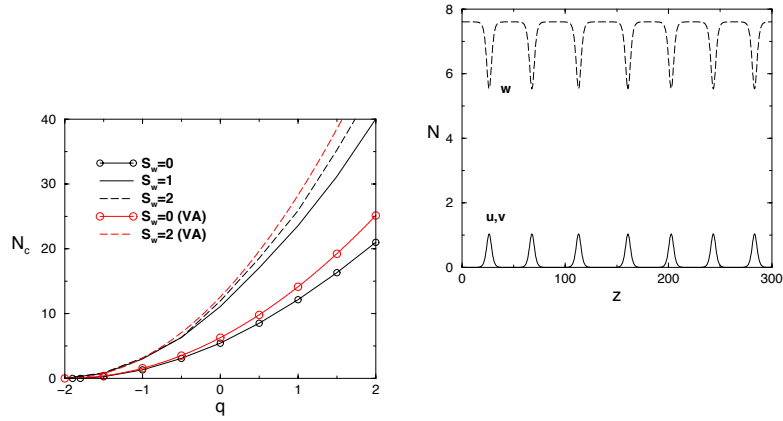 40
30
20
10
0
N_c
S_w=0
S_w=1
S_w=2
S_w=0 (VA)
S_w=2 (VA)
-2 -1 0 1 2
q
8
6
4
2
0
N
w
u,v
0 100 200 300
z